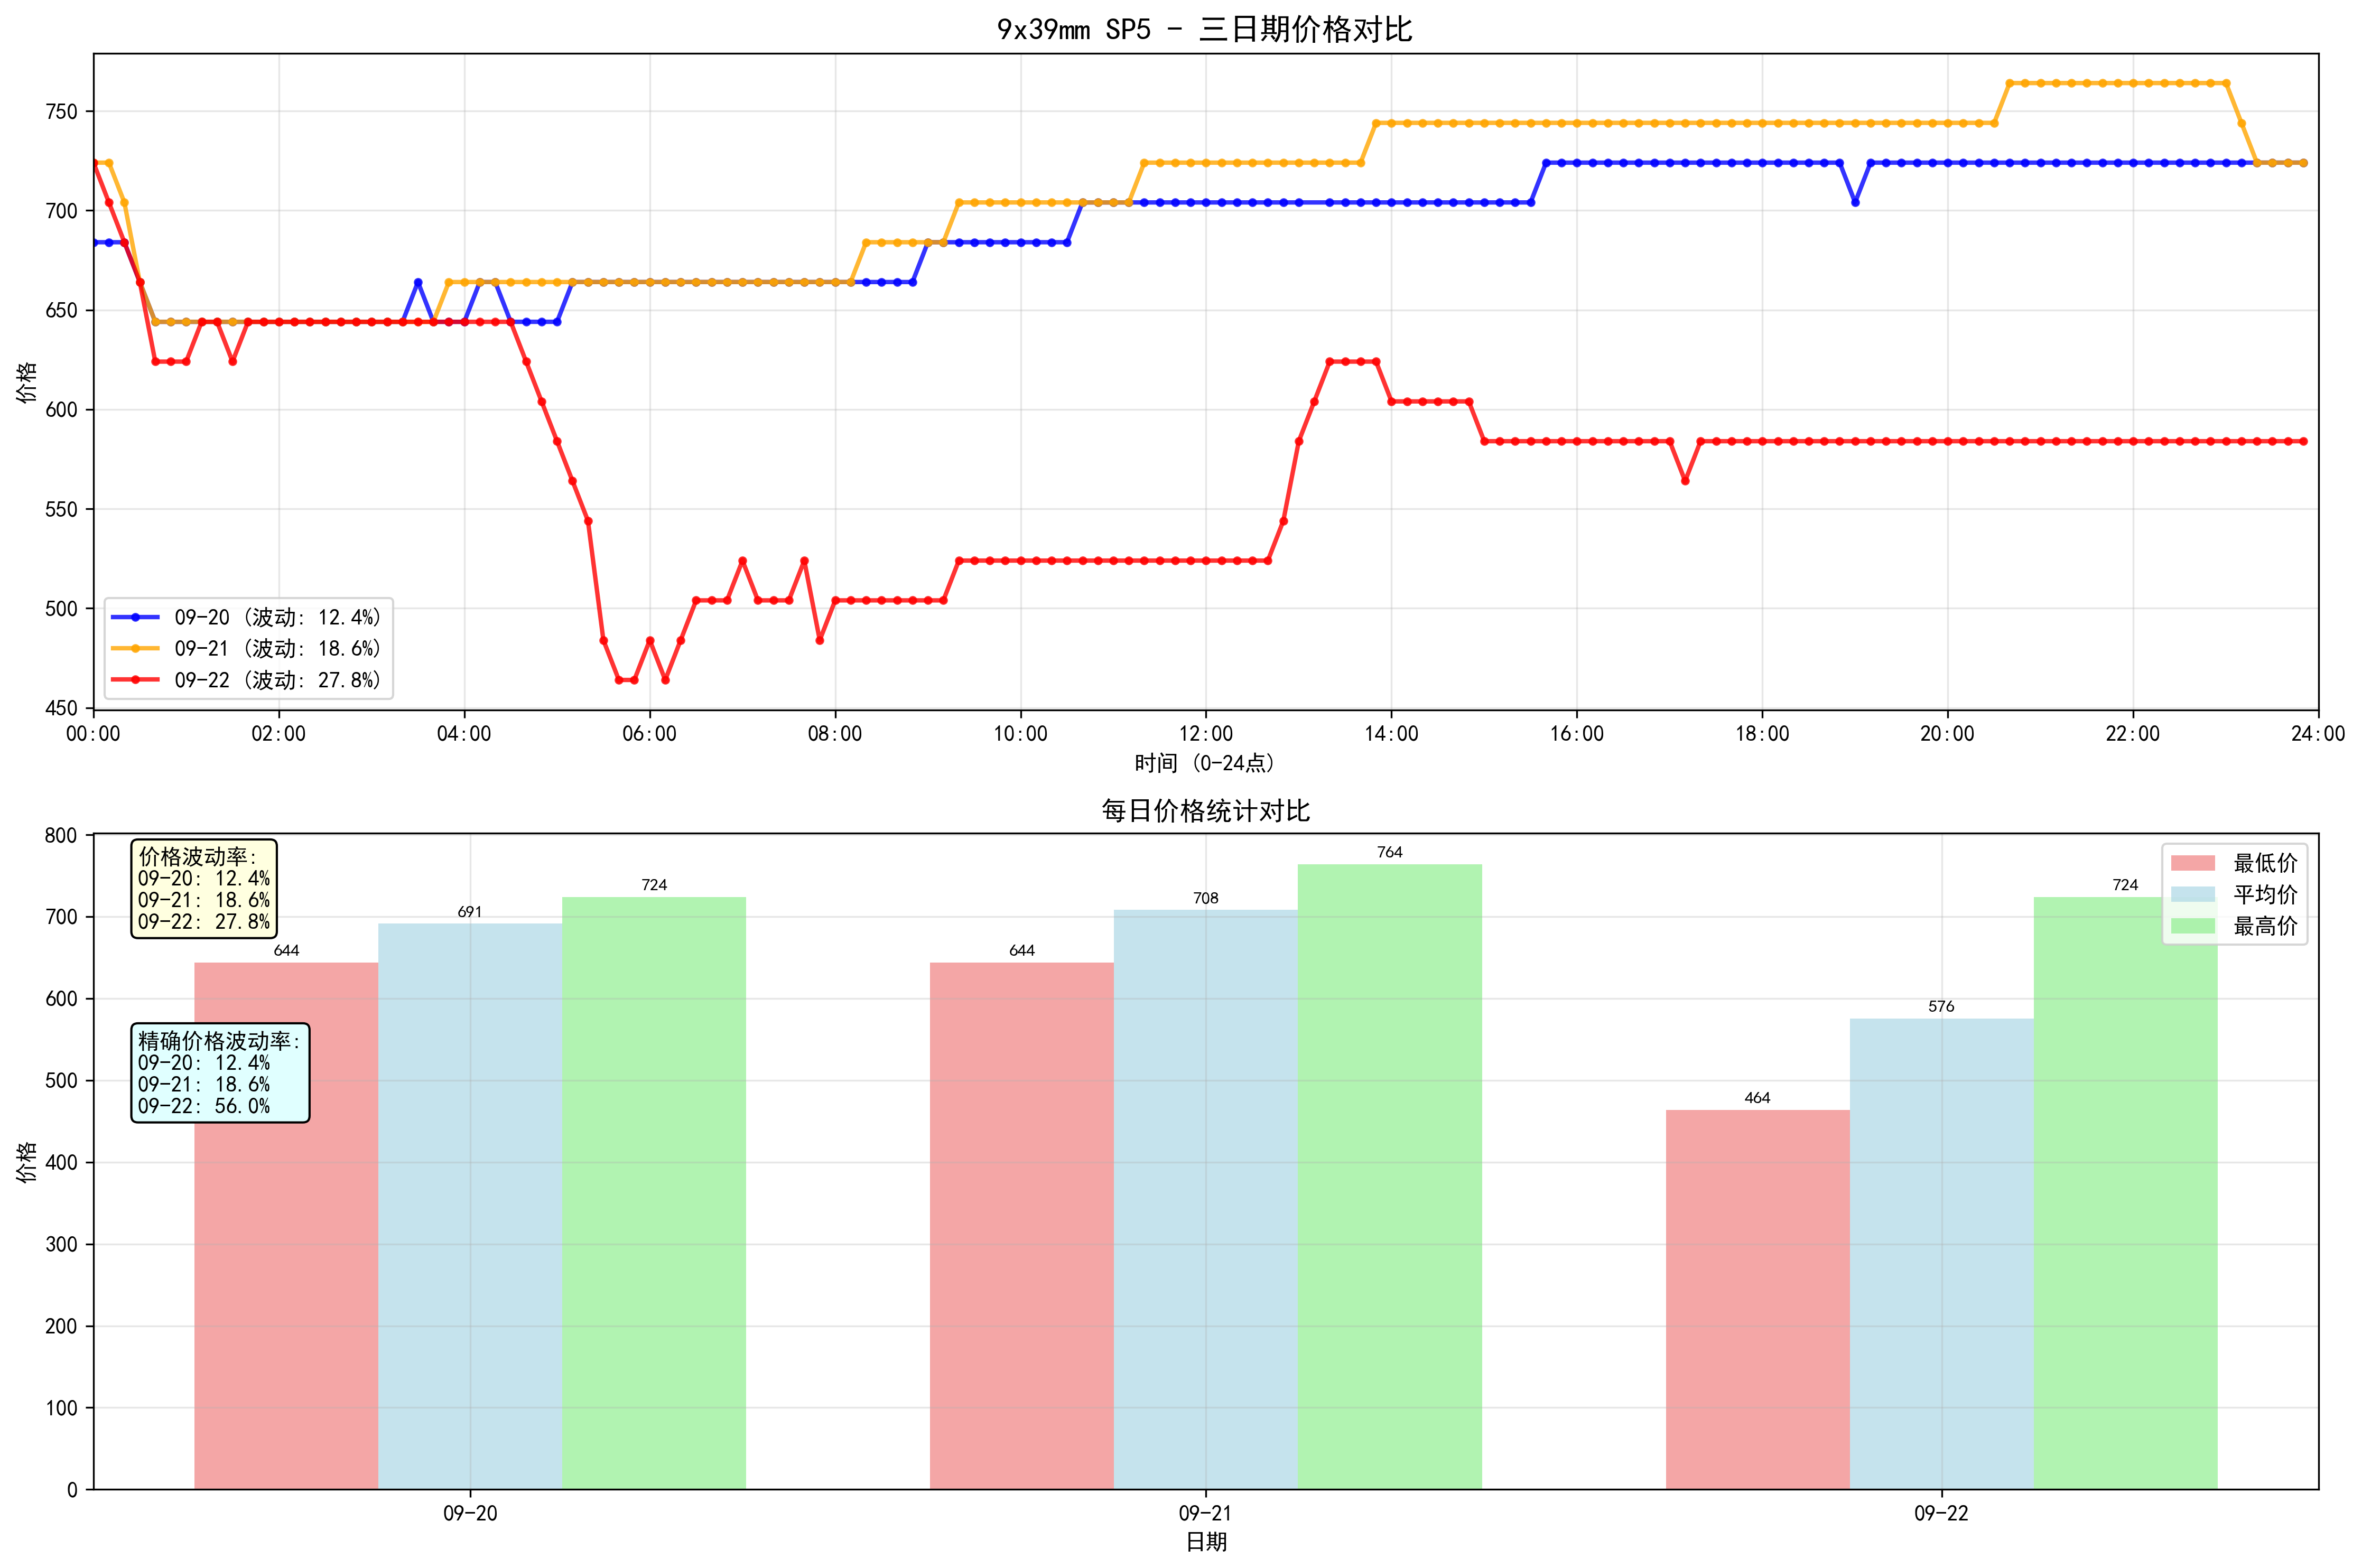 9x39mm SP5 - 三日期价格对比
750
700
650
600
550
500
450
价格
09-20 (波动: 12.4%)
09-21 (波动: 18.6%)
09-22 (波动: 27.8%)
00:00 02:00 04:00 06:00 08:00 10:00 12:00 14:00 16:00 18:00 20:00 22:00 24:00
时间 (0-24点)
每日价格统计对比
800
700
600
500
400
300
200
100
0
价格
价格波动率:
09-20: 12.4%
09-21: 18.6%
09-22: 27.8%
精确价格波动率:
09-20: 12.4%
09-21: 18.6%
09-22: 56.0%
644 691 724
644 708 764
464 576 724
最低价
平均价
最高价
09-20 09-21 09-22
日期